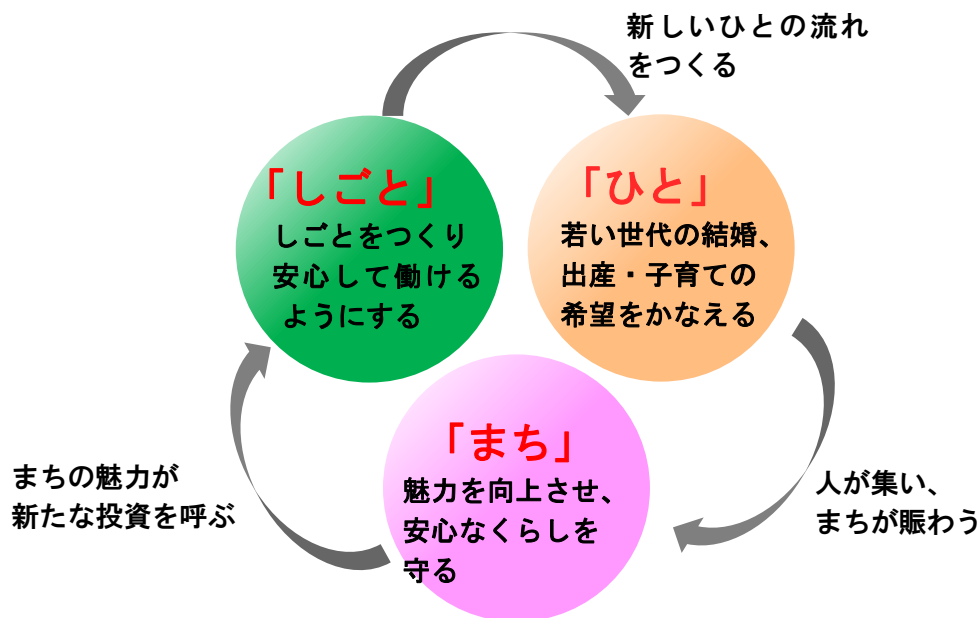 新しいひとの流れ
をつくる
「しごと」
しごとをつくり
安心して働ける
ようにする
「ひと」
若い世代の結婚、
出産・子育ての
希望をかなえる
「まち」
魅力を向上させ、
安心なくらしを
守る
まちの魅力が
新たな投資を呼ぶ
人が集い、
まちが賑わう